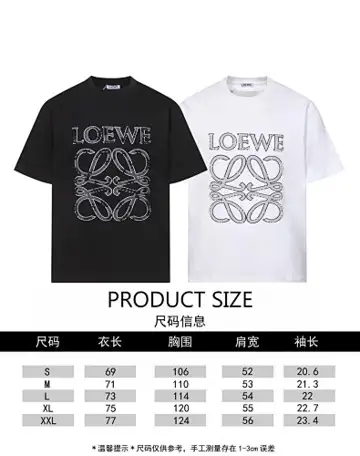 LOEWE LOEWE
PRODUCT SIZE
尺码信息
尺码 衣长 胸围 肩宽 袖长
S 69 106 52 20.6
M 71 110 53 21.3
L 73 114 54 22
XL 75 120 55 22.7
XXL 77 124 56 23.4
*温馨提示*尺码仅供参考，手工测量存在1-3cm误差